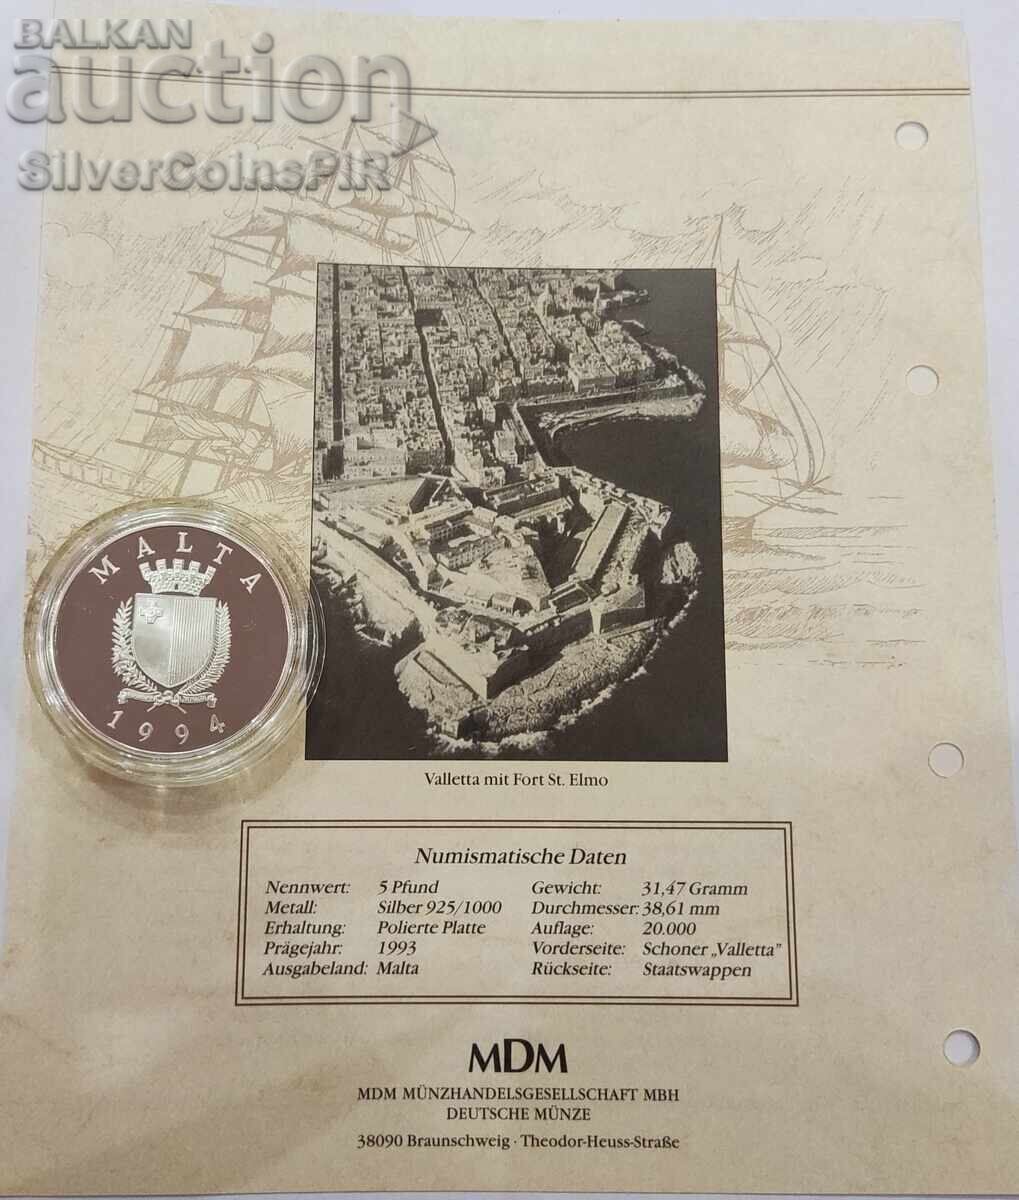 BALKAN
auction
SilverCoinsPIR
MALTA
1994
Valletta mit Fort St. Elmo
Numismatische Daten
Nennwert: 5 Pfund Gewicht: 31,47 Gramm
Metall: Silber 925/1000 Durchmesser: 38,61 mm
Erhaltung: Polierte Platte Auflage: 20.000
Prägejahr: 1993 Vorderseite: Schoner „Valletta”
Ausgabeland: Malta Rückseite: Staatswappen
MDM
MDM MÜNZHANDELSGESELLSCHAFT MBH
DEUTSCHE MÜNZE
38090 Braunschweig · Theodor-Heuss-Straße